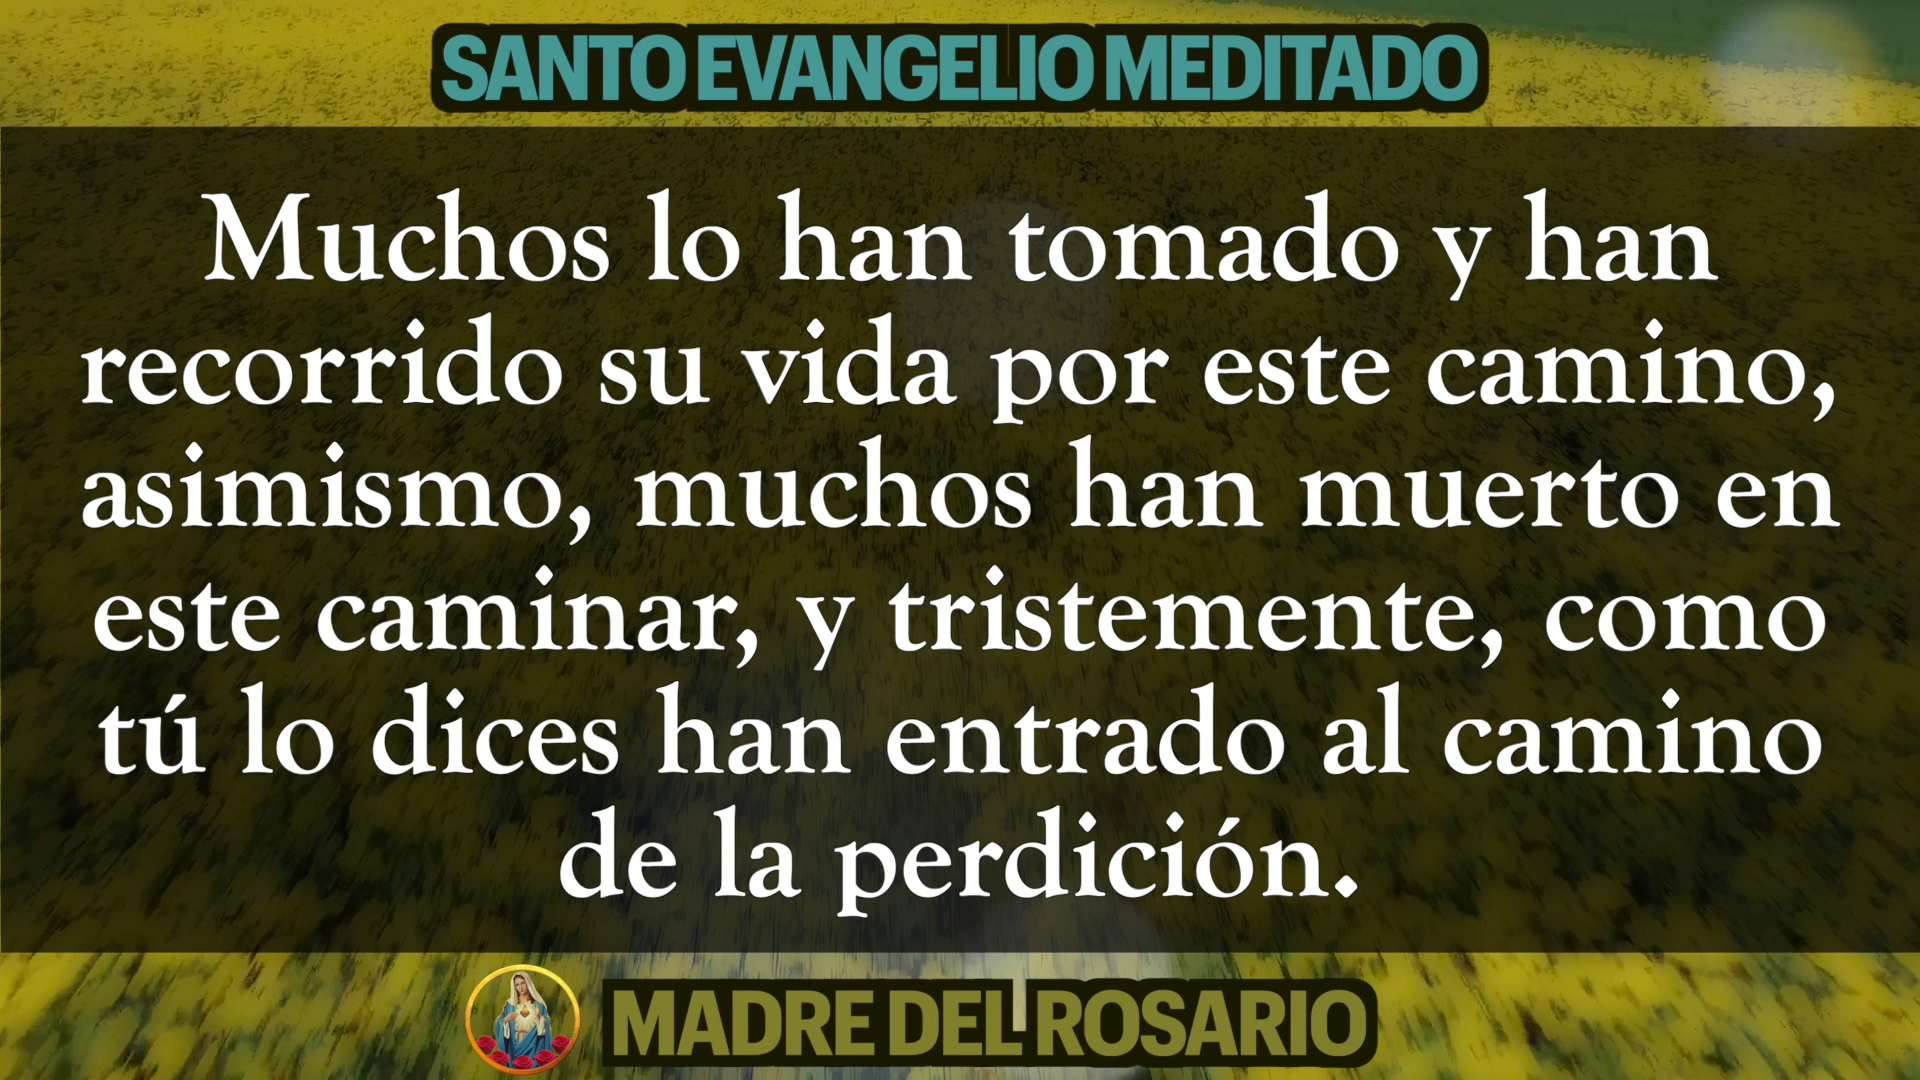 SANTO EVANGELIO MEDITADO
Muchos lo han tomado y han
recorrido su vida por este camino,
asimismo, muchos han muerto en
este caminar, y tristemente, como
tú lo dices han entrado al camino
de la perdición.
MADRE DEL ROSARIO